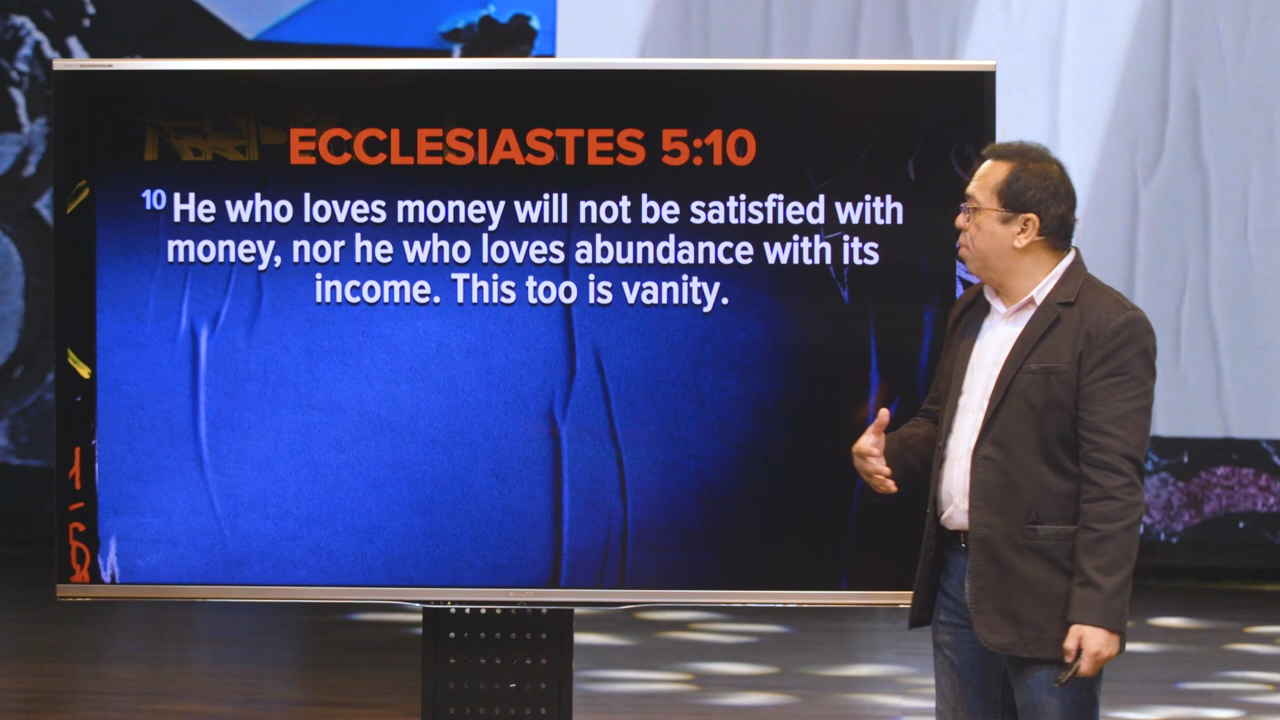 ECCLESIASTES 5:10
10 He who loves money will not be satisfied with
money, nor he who loves abundance with its
income. This too is vanity.